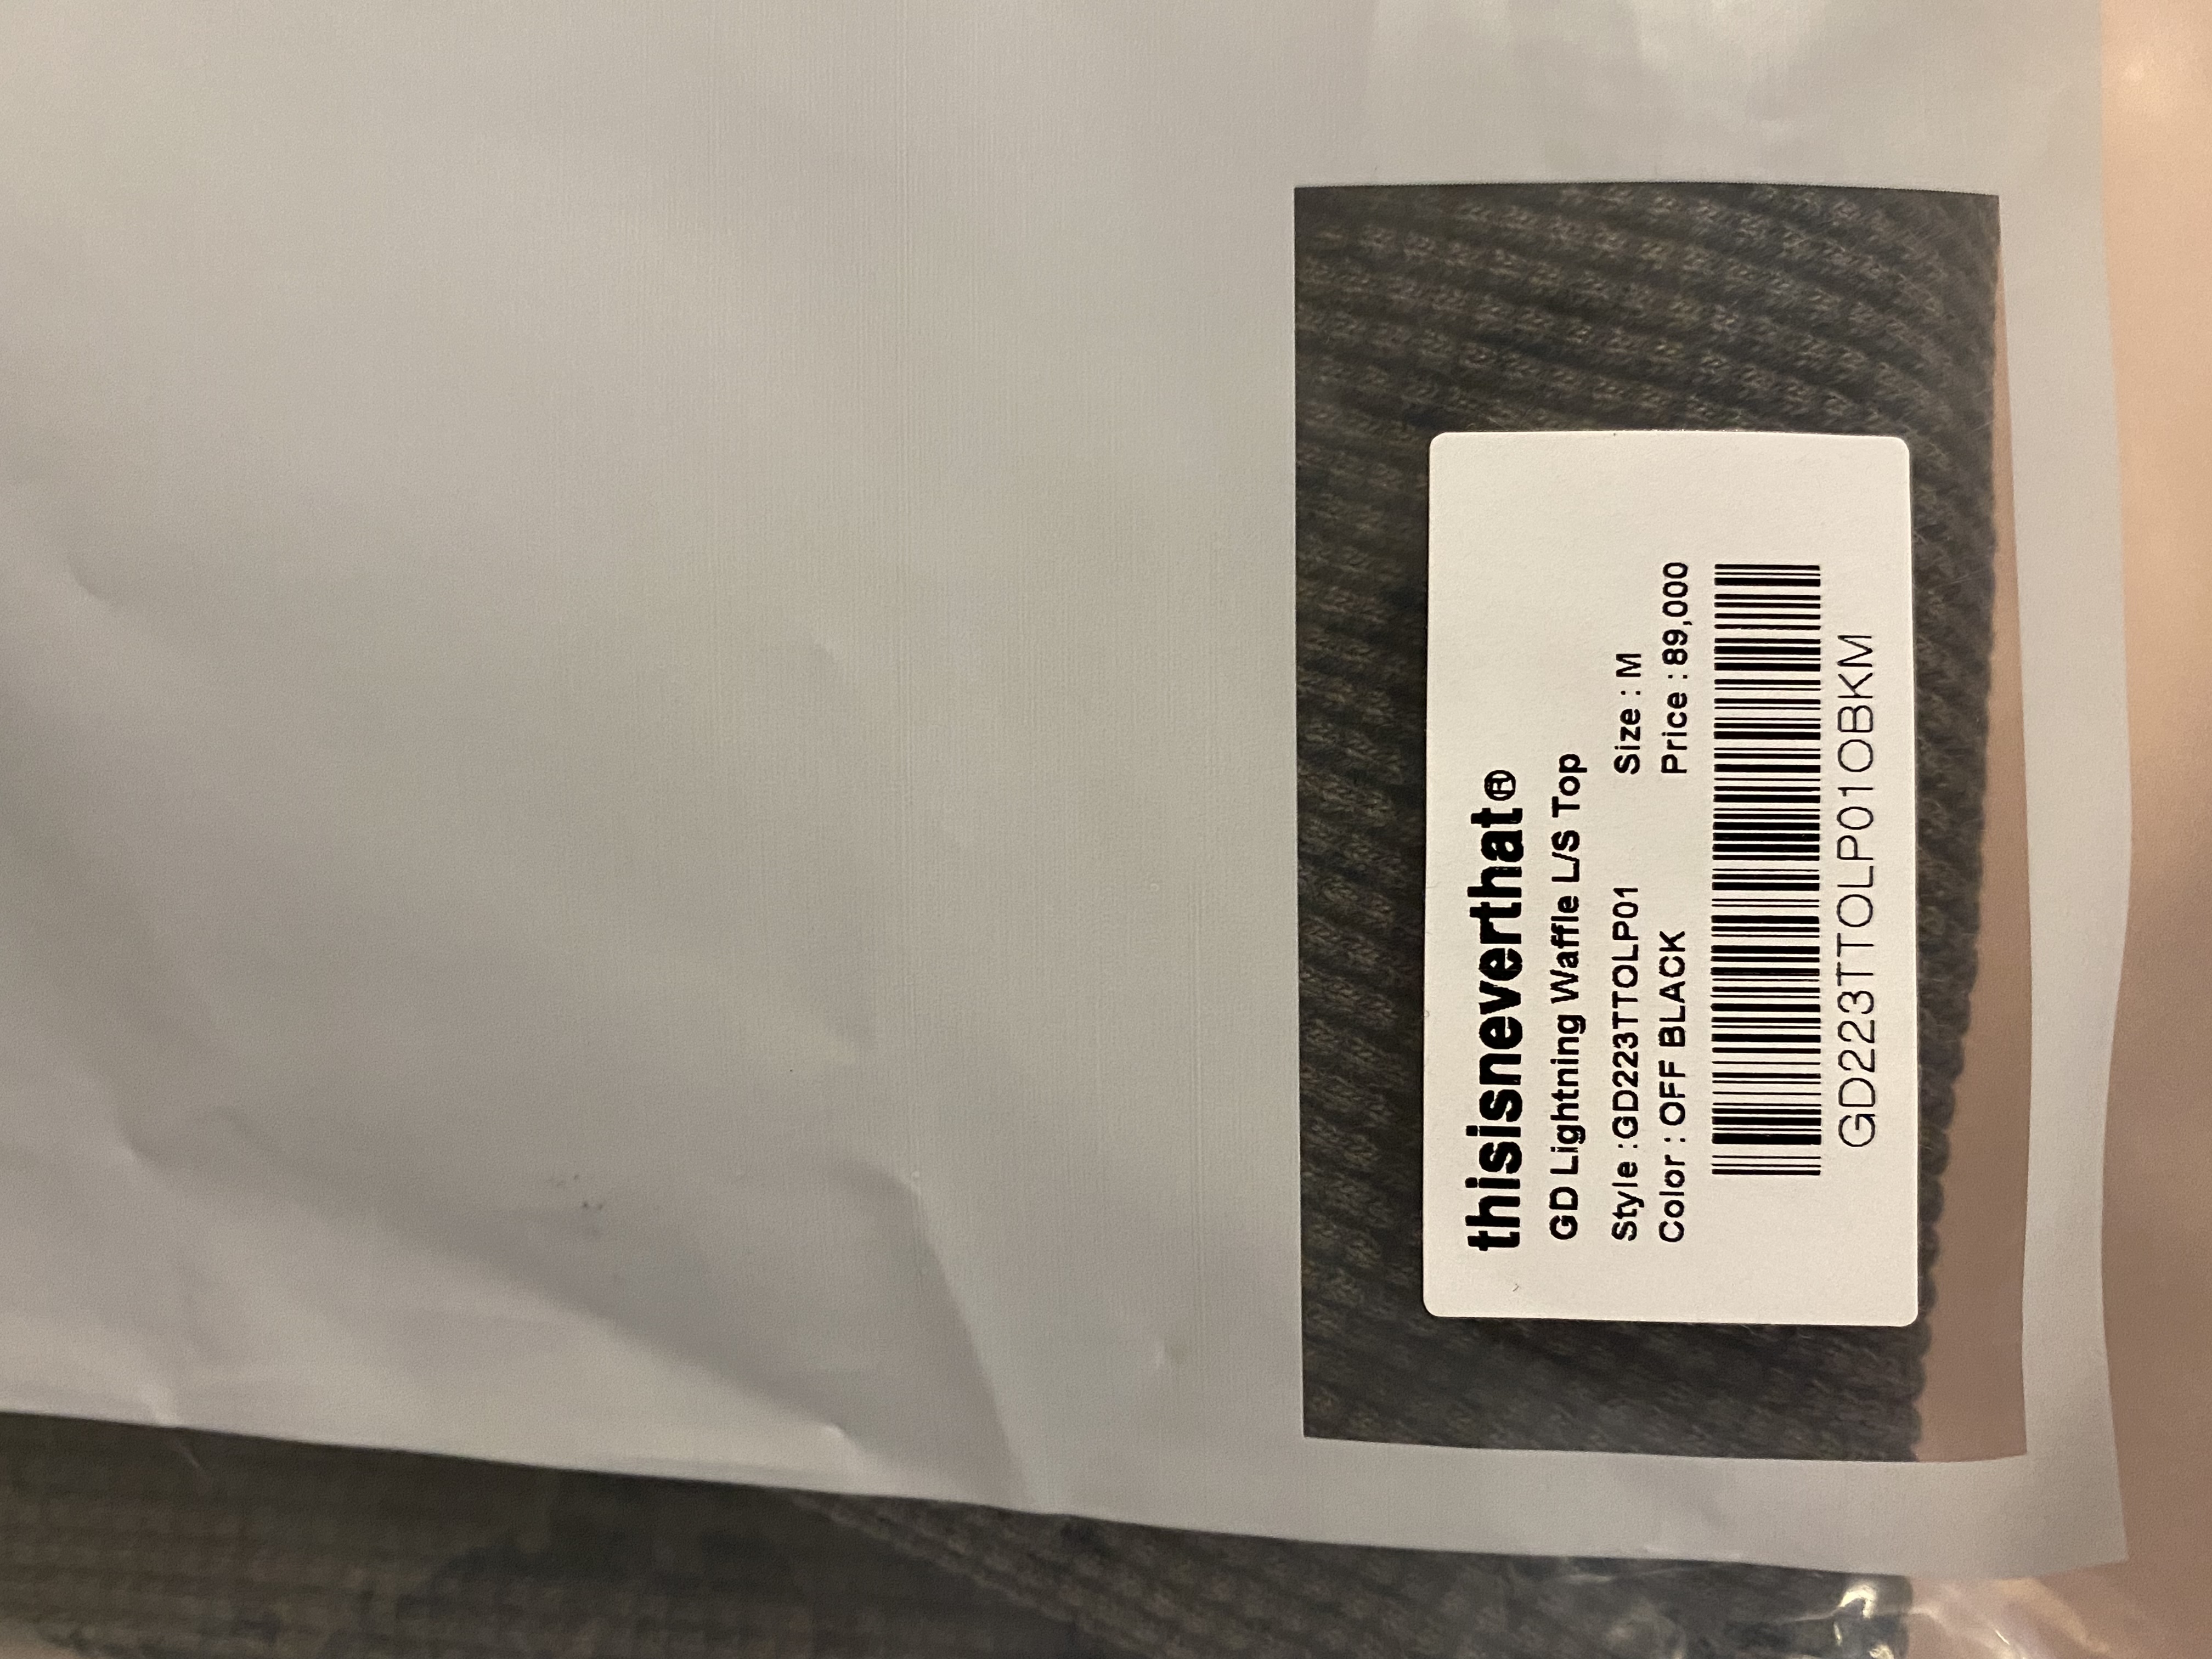 thisisneverthat®
GD Lightning Waffle L/S Top
Style :GD223TTOLP01 Size : M
Color : OFF BLACK Price : 89,000
GD223TTOLP01OBKM